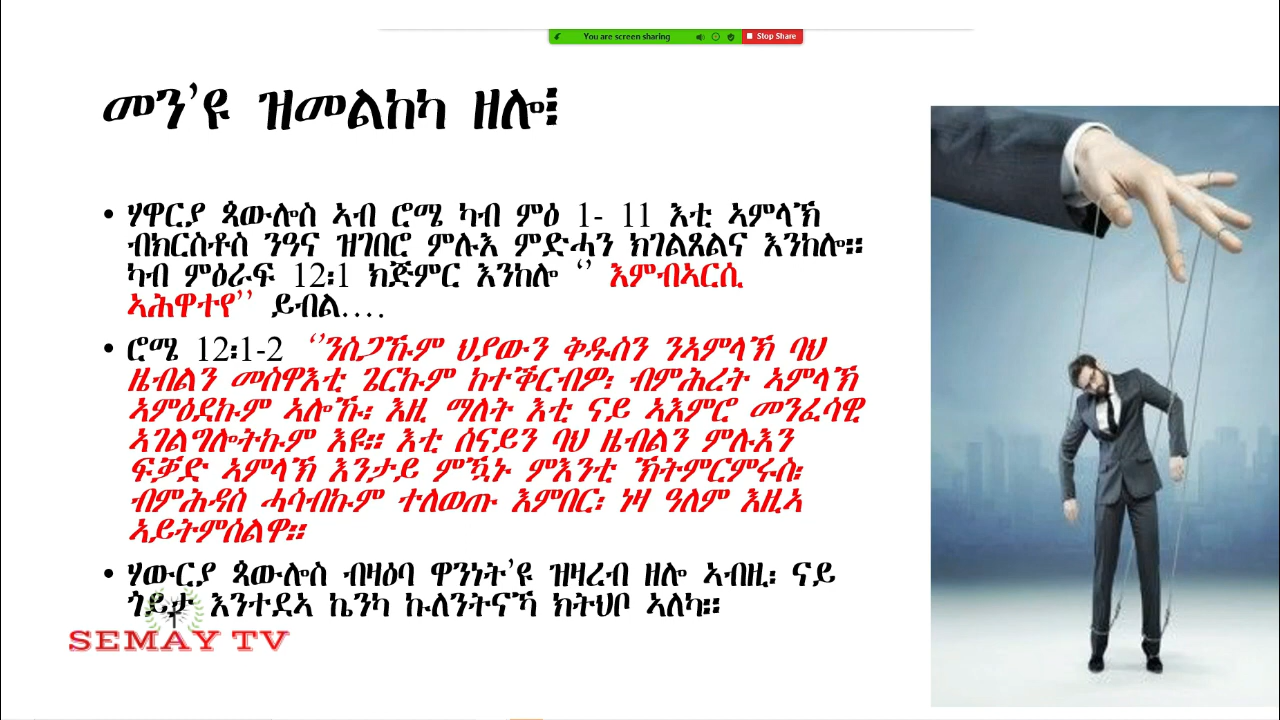 You are screen sharing
Stop Share
መን’ዩ ዝመልከካ ዘሎ፧
• ሃዋርያ ጳውሎስ ኣብ ሮሜ ካብ ምዕ 1- 11 እቲ ኣምላኽ
ብክርስቶስ ንዓና ዝገበሮ ምሉእ ምድሓን ክገልጸልና እንከሎ።
ካብ ምዕራፍ 12፡1 ክጅምር እንከሎ ‘’ እምብኣርሲ
ኣሕዋተየ’’ ይብል....
• ሮሜ 12፡1-2 ‘’ንስጋኹም ህያውን ቅዱስን ንኣምላኽ ባህ
ዜብልን መስዋእቲ ጌርኩም ከተቕርብዎ፡ ብምሕረት ኣምላኽ
ኣምዕደኩም ኣሎኹ፡ እዚ ማለት እቲ ናይ ኣእምሮ መንፈሳዊ
ኣገልግሎትኩም እዩ። እቲ ሰናይን ባህ ዜብልን ምሉእን
ፍቓድ ኣምላኽ እንታይ ምዃኑ ምእንቲ ኽትምርምሩስ፡
ብምሕዳስ ሓሳብኩም ተለወጡ እምበር፡ ነዛ ዓለም እዚኣ
ኣይትምሰልዋ።
• ሃውርያ ጳውሎስ ብዛዕባ ዋንነት’ዩ ዝዛረብ ዘሎ ኣብዚ፡ ናይ
ጎይታ እንተደኣ ኬንካ ኩለንትናኻ ክትህቦ ኣለካ።
SEMAY TV